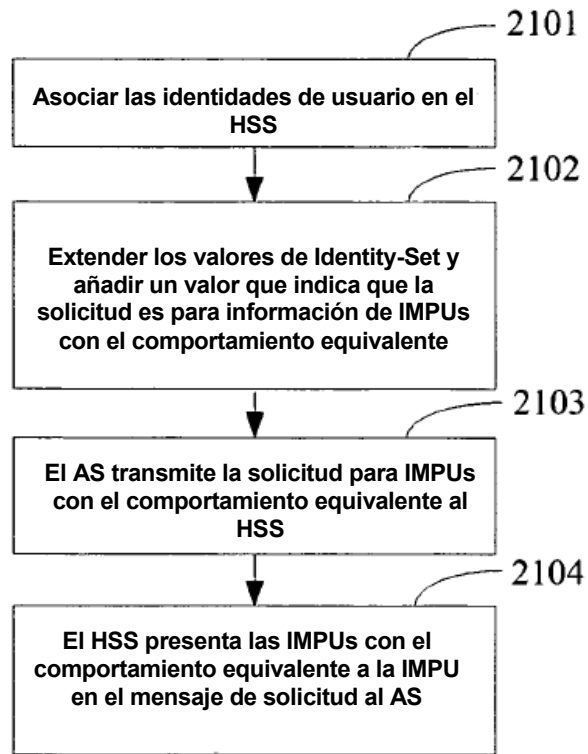 2101
Asociar las identidades de usuario en el
HSS
2102
Extender los valores de Identity-Set y
añadir un valor que indica que la
solicitud es para información de IMPUs
con el comportamiento equivalente
2103
El AS transmite la solicitud para IMPUs
con el comportamiento equivalente al
HSS
2104
El HSS presenta las IMPUs con el
comportamiento equivalente a la IMPU
en el mensaje de solicitud al AS